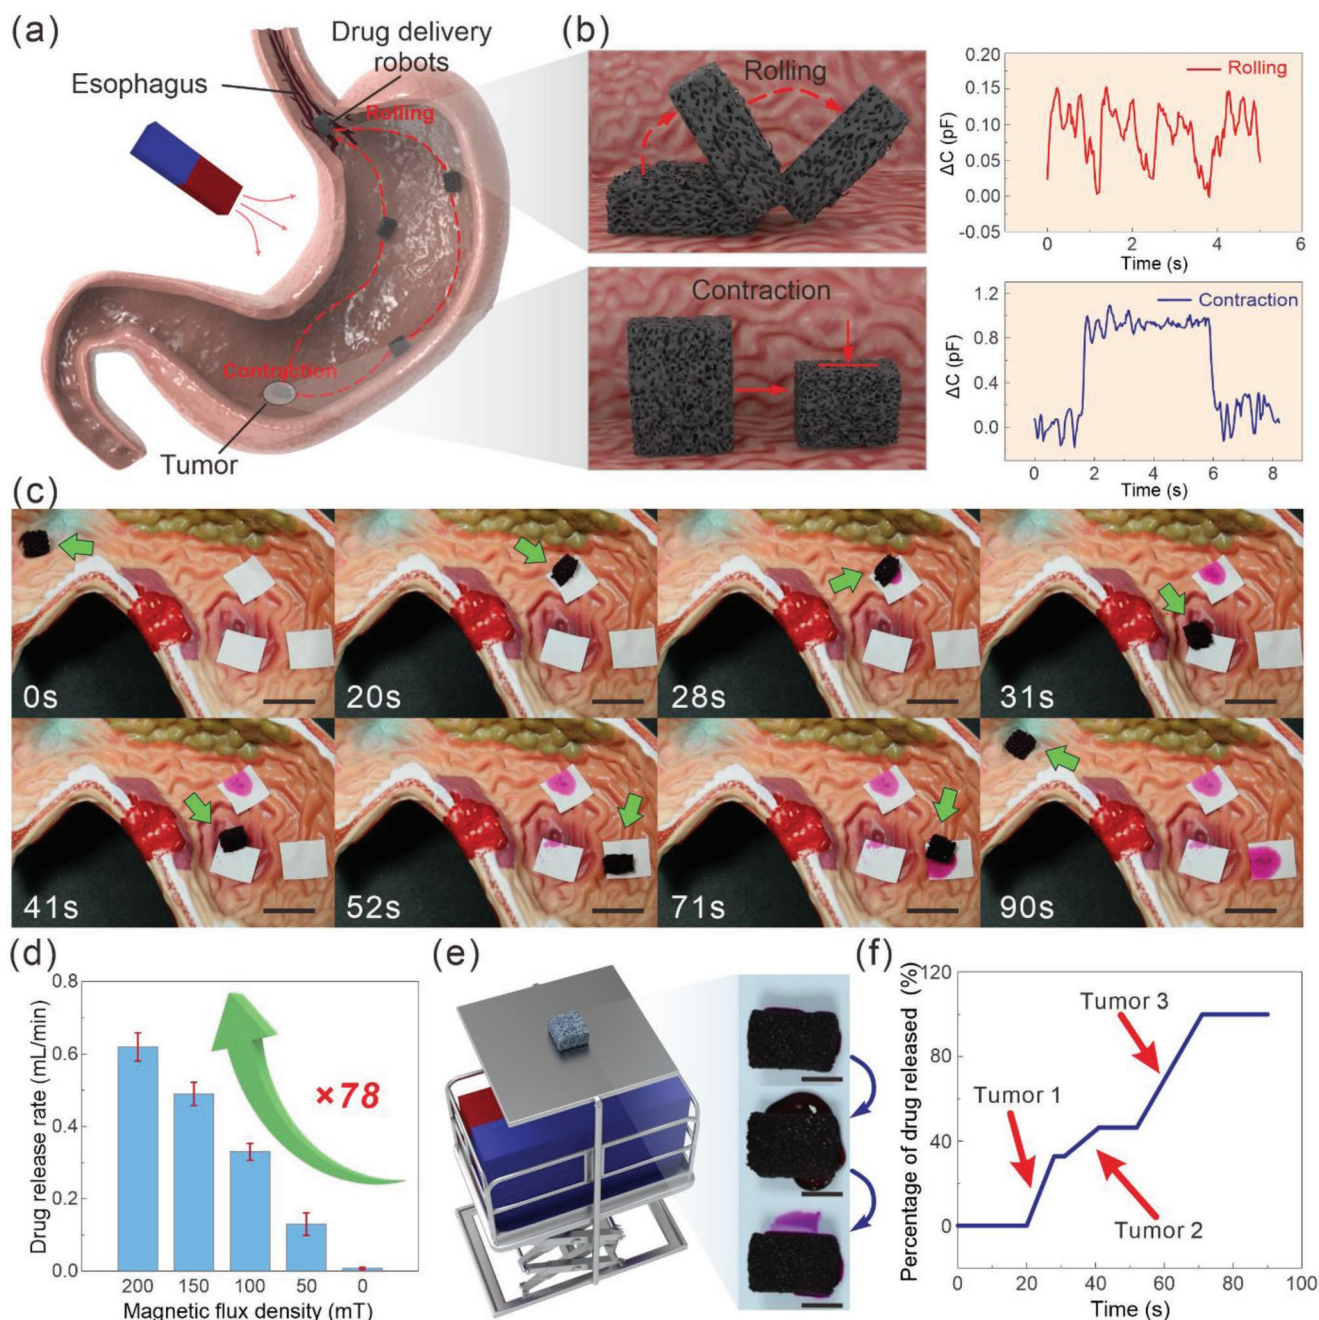 (a)
Drug delivery
robots
Esophagus
Rolling
Contraction
Tumor
(b)
Rolling
Contraction
0.20
0.15
0.10
0.05
0.00
-0.05
ΔC (pF)
Rolling
0
2
4
6
Time (s)
1.2
0.8
0.4
0.0
ΔC (pF)
Contraction
0
2
4
6
8
Time (s)
(c)
0s
20s
28s
31s
41s
52s
71s
90s
(d)
0.8
0.6
0.4
0.2
0.0
Drug release rate (mL/min)
×78
200
150
100
50
0
Magnetic flux density (mT)
(e)
(f)
120
80
40
0
Percentage of drug released (%)
Tumor 3
Tumor 1
Tumor 2
0
20
40
60
80
100
Time (s)